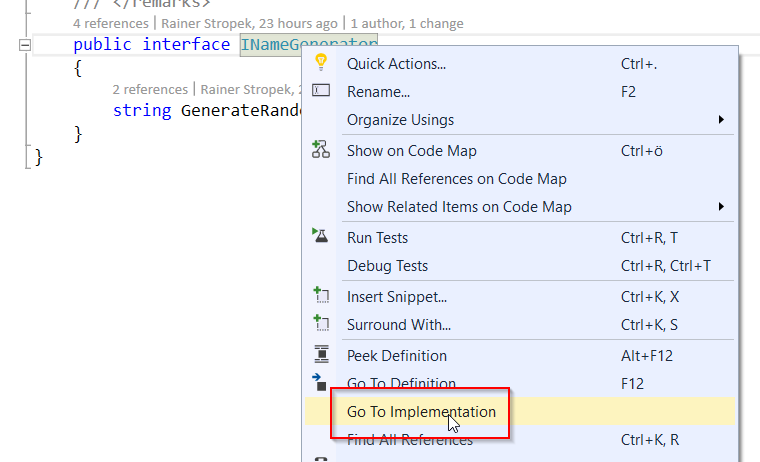 /// </remarks>
4 references | Rainer Stropek, 23 hours ago | 1 author, 1 change
public interface INameGenerator
{
2 references | Rainer Stropek,
string GenerateRand
}
}
Quick Actions... Ctrl+.
Rename... F2
Organize Usings
Show on Code Map Ctrl+ö
Find All References on Code Map
Show Related Items on Code Map
Run Tests Ctrl+R, T
Debug Tests Ctrl+R, Ctrl+T
Insert Snippet... Ctrl+K, X
Surround With... Ctrl+K, S
Peek Definition Alt+F12
Go To Definition F12
Go To Implementation
Find All References Ctrl+K, R